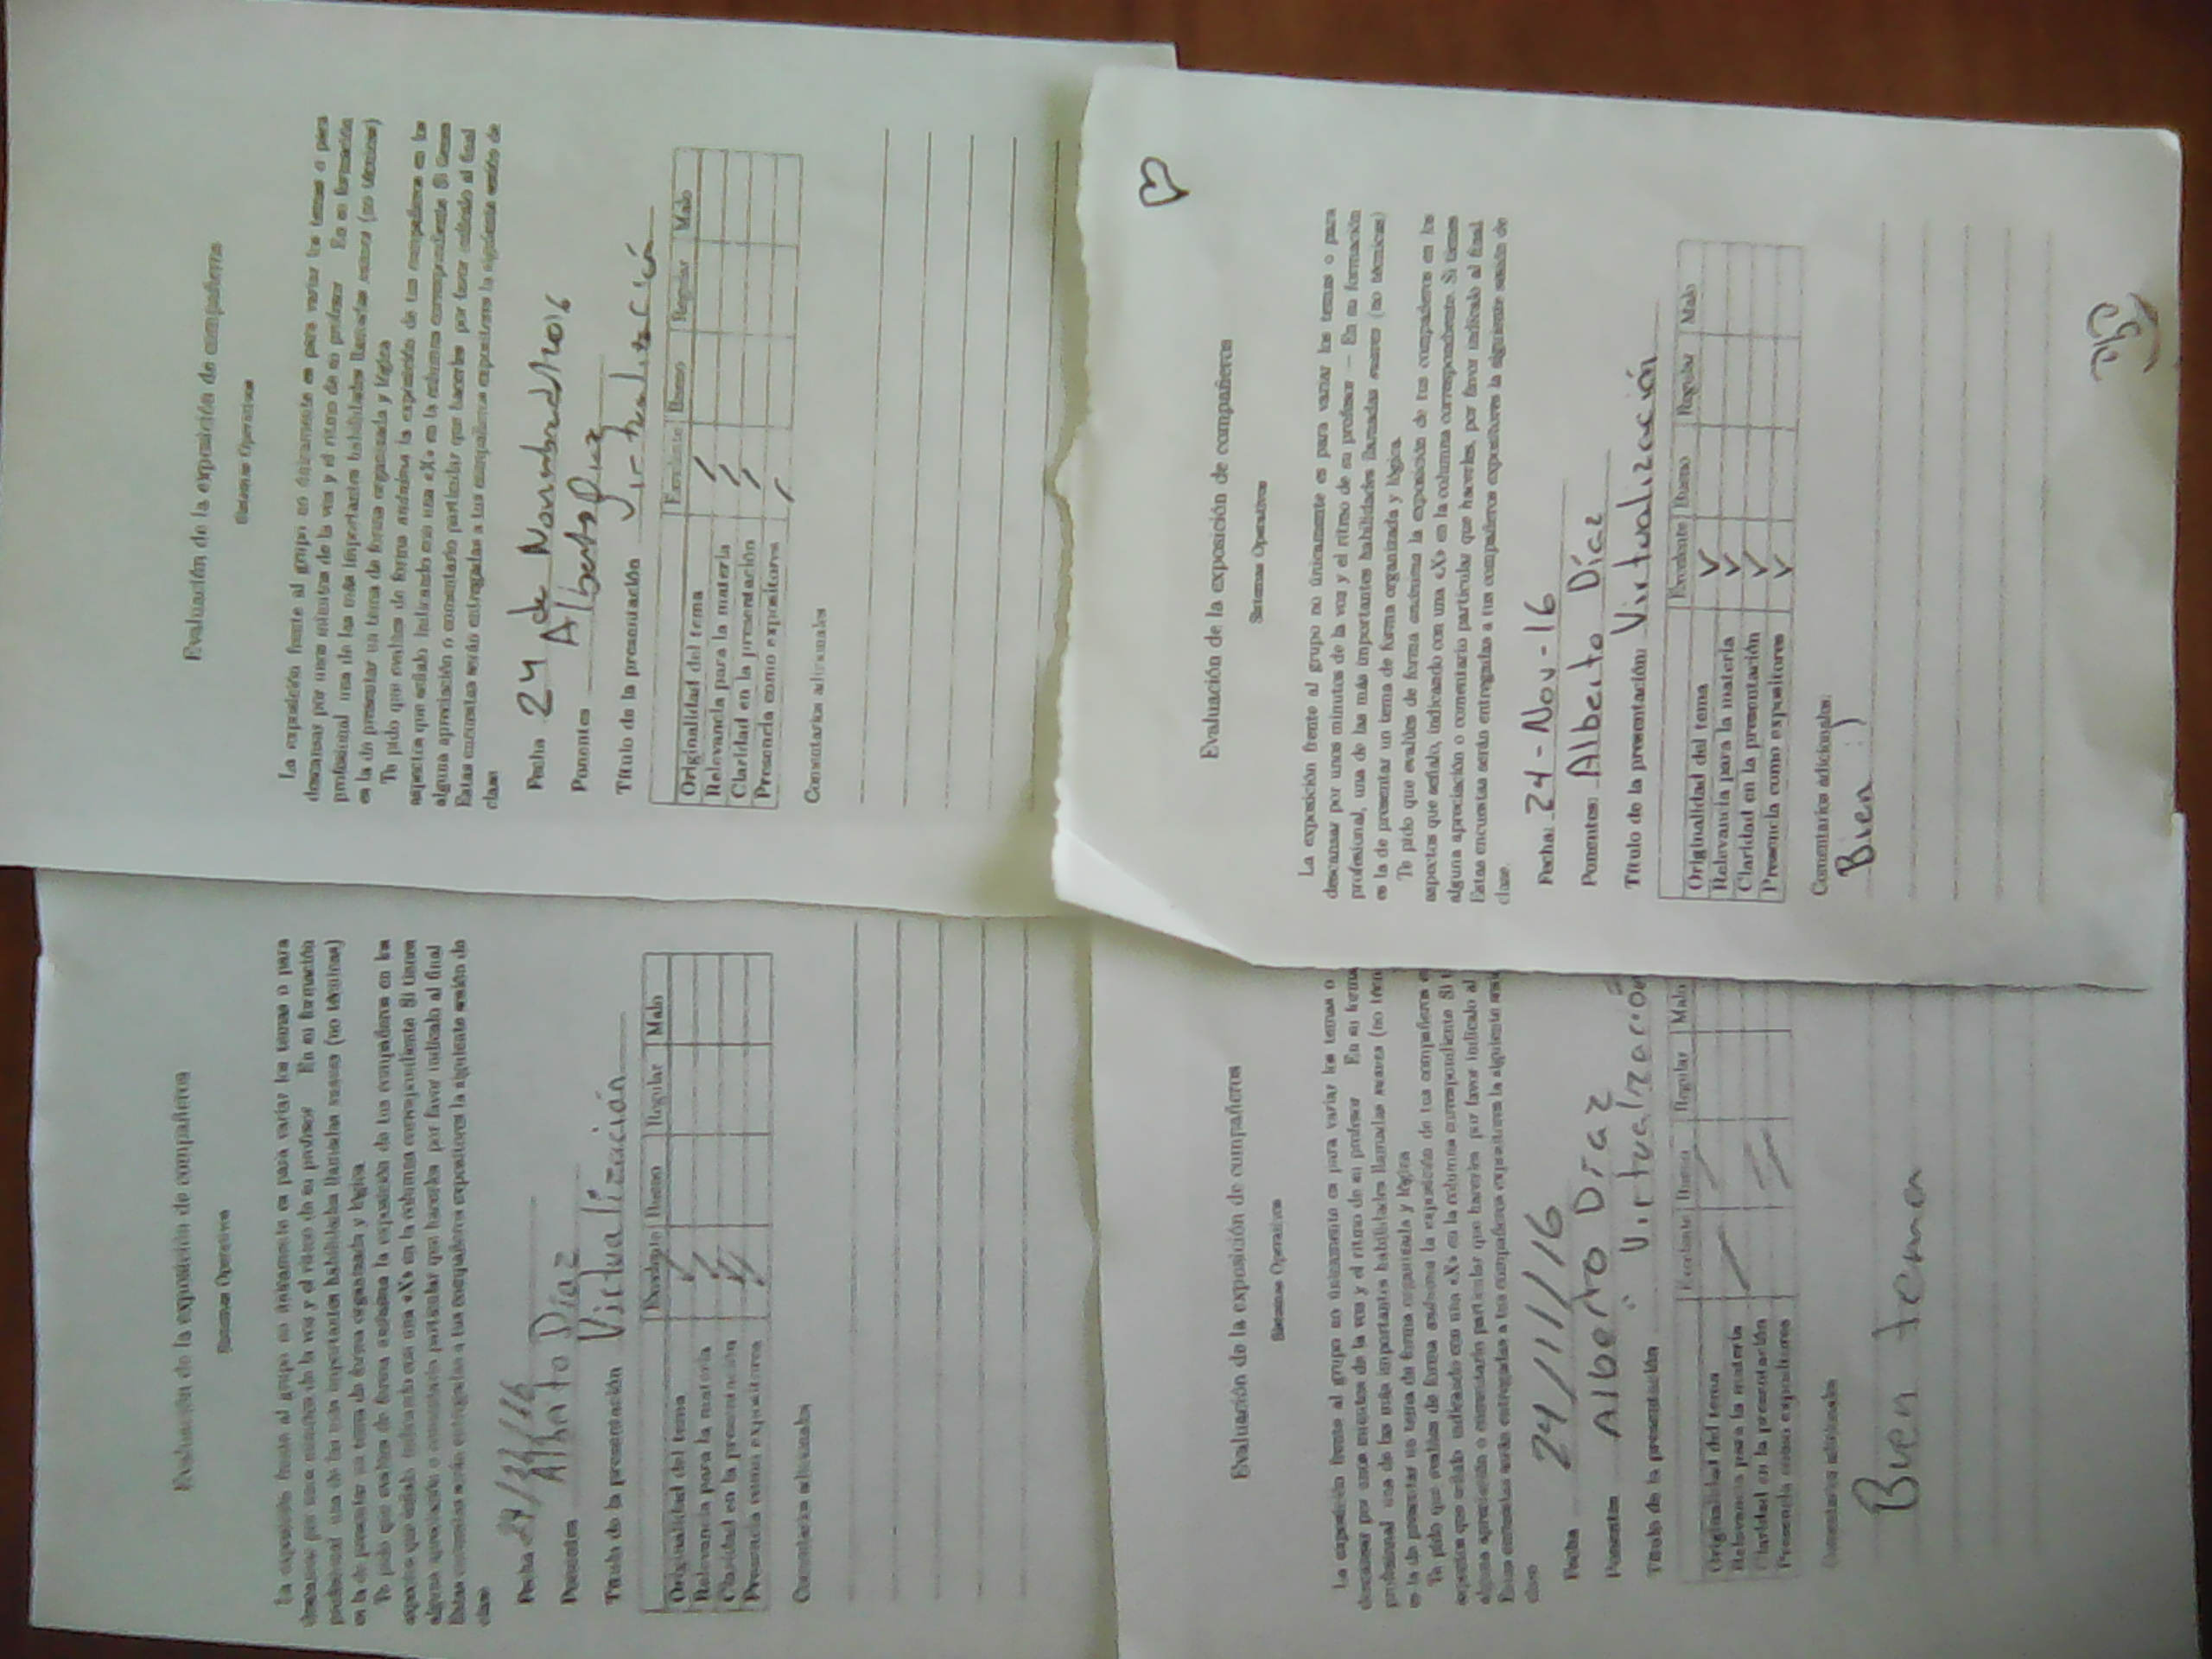 Evaluación de la exposición de compañeros
Sistemas Operativos
La exposición frente al grupo no únicamente es para variar los temas o para
descansar por unos minutos de la voz y el ritmo de su profesor — En su formación
profesional, una de las más importantes habilidades llamadas suaves (no técnicas)
es la de presentar un tema de forma organizada y lógica
Te pido que evalúes de forma anónima la exposición de tus compañeros en los
aspectos que señalo indicando con una «X» en la columna correspondiente Si tienes
alguna apreciación o comentario particular que hacerles por favor indícalo al final
Estas encuestas serán entregadas a tus compañeros expositores la siguiente sesión de
clase
Fecha 24 de
Ponentes Alberto Diaz
Título de la presentación Virtualización
Excelente Bueno Regular Malo
Originalidad del tema
Relevancia para la materia
Claridad en la presentación
Presencia como expositores
Comentarios adicionales
Evaluación de la exposición de compañeros
Sistemas Operativos
La exposición frente al grupo no únicamente es para variar los temas o para
descansar por unos minutos de la voz y el ritmo de su profesor — En su formación
profesional, una de las más importantes habilidades llamadas suaves (no técnicas)
es la de presentar un tema de forma organizada y lógica.
Te pido que evalúes de forma anónima la exposición de tus compañeros en los
aspectos que señalo, indicando con una «X» en la columna correspondiente. Si tienes
alguna apreciación o comentario particular que hacerles, por favor indícalo al final.
Estas encuestas serán entregadas a tus compañeros expositores la siguiente sesión de
clase.
Fecha: 24-Nov-16
Ponentes: Alberto Díaz
Título de la presentación: Virtualización
Excelente Bueno Regular Malo
Originalidad del tema
Relevancia para la materia
Claridad en la presentación
Presencia como expositores
Comentarios adicionales:
Bien :)
Evaluación de la exposición de compañeros
Sistemas Operativos
La exposición frente al grupo no únicamente es para variar los temas o para
descansar por unos minutos de la voz y el ritmo de su profesor En su formación
profesional una de las más importantes habilidades llamadas suaves (no técnicas)
es la de presentar un tema de forma organizada y lógica
Te pido que evalúes de forma anónima la exposición de tus compañeros en los
aspectos que señalo indicando con una «X» en la columna correspondiente Si tienes
alguna apreciación o comentario particular que hacerles por favor indícalo al final
Estas encuestas serán entregadas a tus compañeros expositores la siguiente sesión de
clase
Fecha
Ponentes Alberto Díaz
Título de la presentación Virtualización
Excelente Bueno Regular Malo
Originalidad del tema
Relevancia para la materia
Claridad en la presentación
Presencia como expositores
Comentarios adicionales
Evaluación de la exposición de compañeros
Sistemas Operativos
La exposición frente al grupo no únicamente es para variar los temas o
descansar por unos minutos de la voz y el ritmo de su profesor En su
profesional una de las más importantes habilidades llamadas suaves (no
es la de presentar un tema de forma organizada y lógica
Te pido que evalúes de forma anónima la exposición de tus compañeros
aspectos que señalo indicando con una «X» en la columna correspondiente Si
alguna apreciación o comentario particular que hacerles por favor indícalo al
Estas encuestas serán entregadas a tus compañeros expositores la siguiente
clase
Fecha 24/11/16
Ponentes Alberto Díaz
Título de la presentación " Virtualización
Excelente Bueno Regular Malo
Originalidad del tema
Relevancia para la materia
Claridad en la presentación
Presencia como expositores
Comentarios adicionales
Buen tema